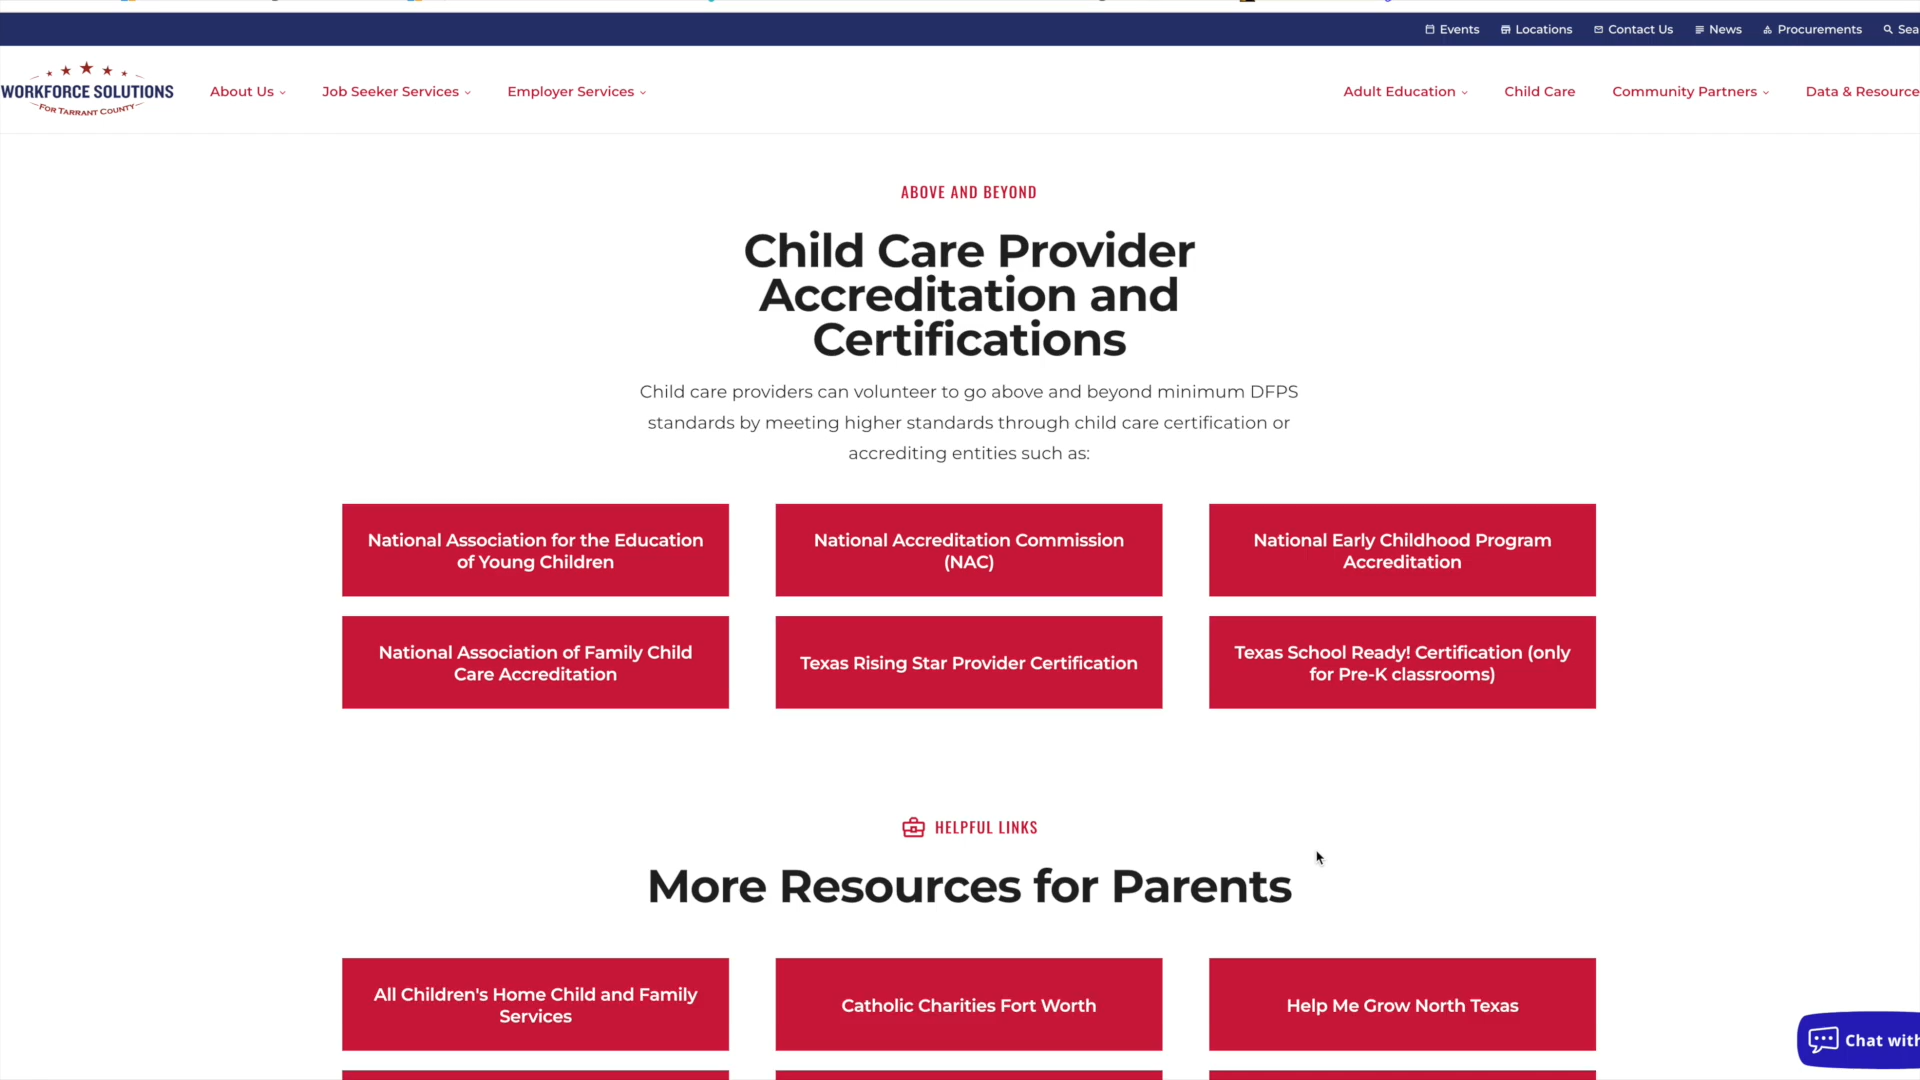 Events Locations Contact Us News Procurements Sea
WORKFORCE SOLUTIONS
FOR TARRANT COUNTY
About Us Job Seeker Services Employer Services Adult Education Child Care Community Partners Data & Resource
ABOVE AND BEYOND
Child Care Provider
Accreditation and
Certifications
Child care providers can volunteer to go above and beyond minimum DFPS
standards by meeting higher standards through child care certification or
accrediting entities such as:
National Association for the Education
of Young Children
National Accreditation Commission
(NAC)
National Early Childhood Program
Accreditation
National Association of Family Child
Care Accreditation
Texas Rising Star Provider Certification
Texas School Ready! Certification (only
for Pre-K classrooms)
HELPFUL LINKS
More Resources for Parents
All Children's Home Child and Family
Services
Catholic Charities Fort Worth
Help Me Grow North Texas
Chat with